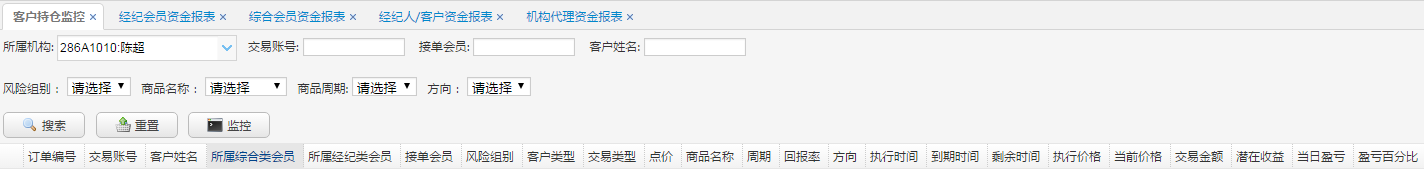 客户持仓监控 × 经纪会员资金报表 × 综合会员资金报表 × 经纪人/客户资金报表 × 机构代理资金报表 ×
所属机构: 286A1010:陈超 交易账号: 接单会员: 客户姓名:
风险组别： 请选择 商品名称： 请选择 商品周期: 请选择 方向： 请选择
搜索 重置 监控
订单编号 交易账号 客户姓名 所属综合类会员 所属经纪类会员 接单会员 风险组别 客户类型 交易类型 点价 商品名称 周期 回报率 方向 执行时间 到期时间 剩余时间 执行价格 当前价格 交易金额 潜在收益 当日盈亏 盈亏百分比